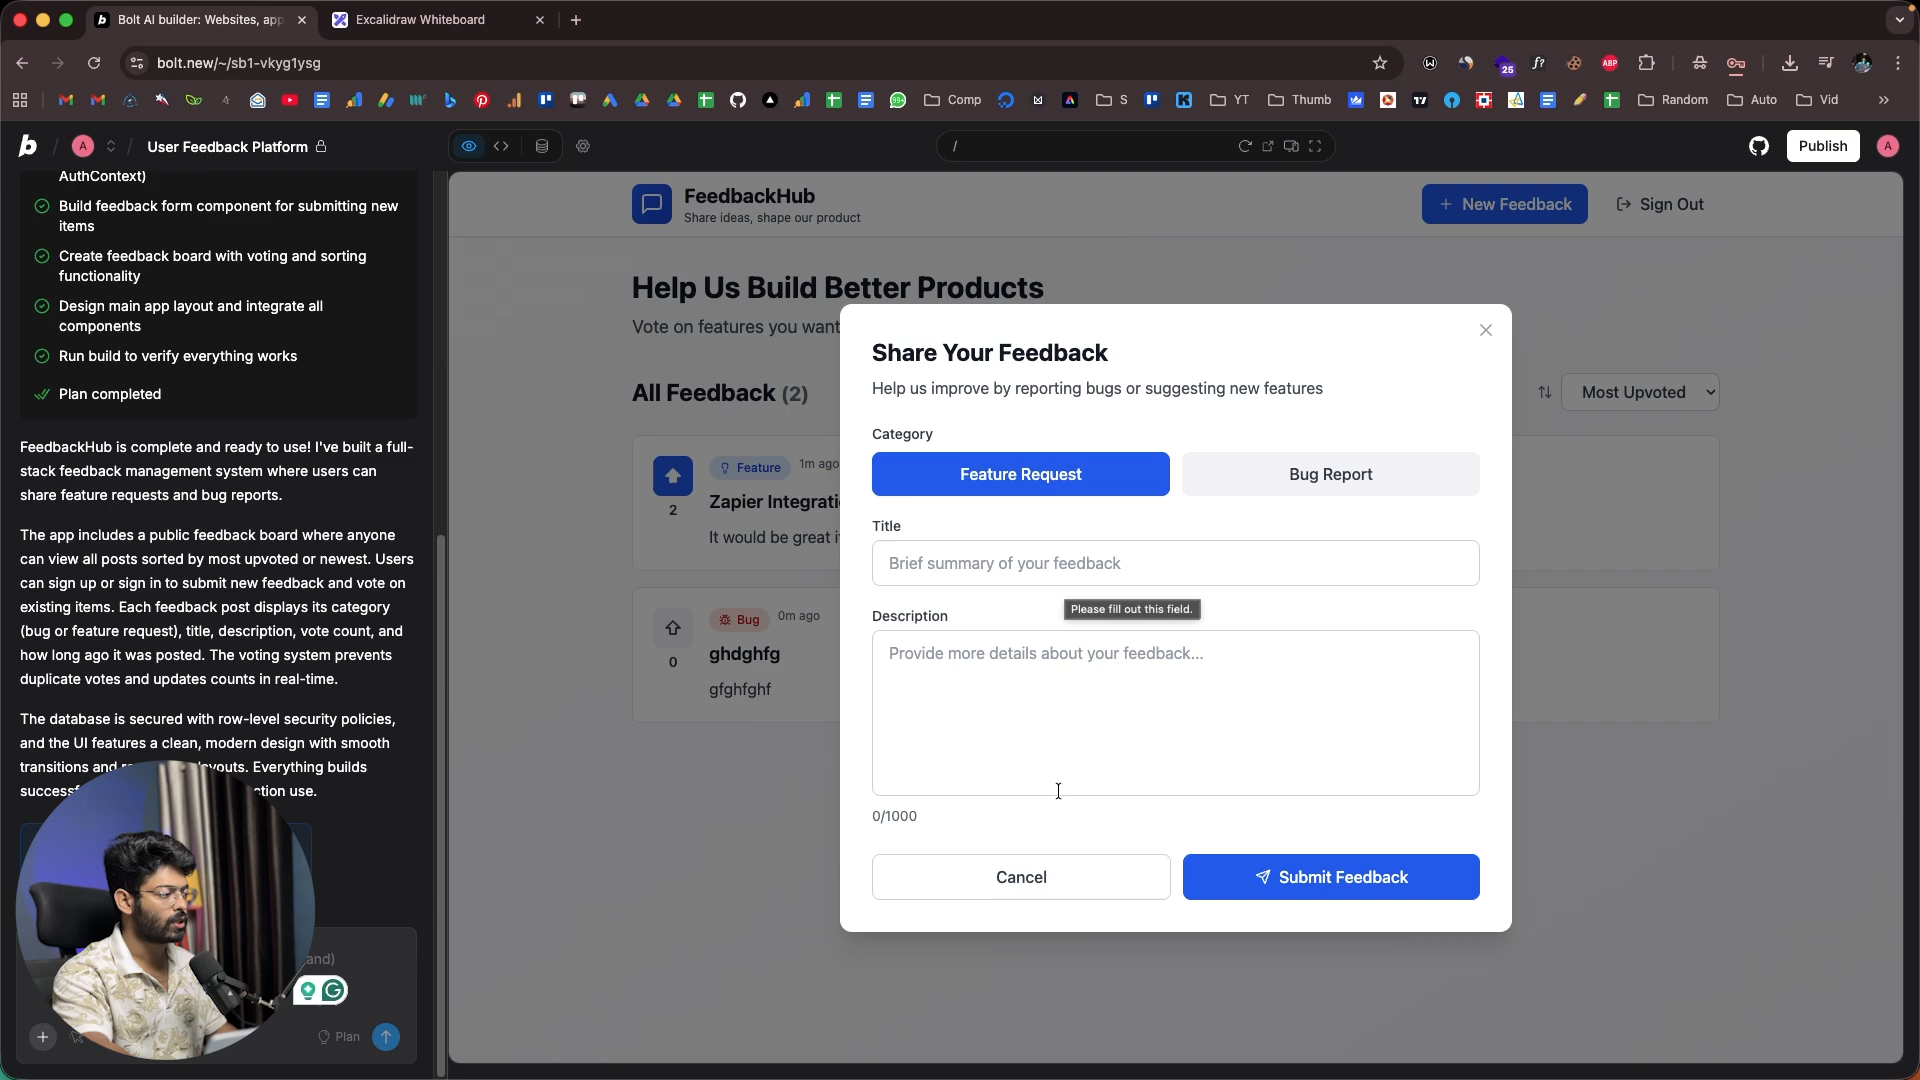 Bolt AI builder: Websites, app
Excalidraw Whiteboard
bolt.new/~/sb1-vkyg1ysg
25
f?
ABP
99+
Comp
S
YT
Thumb
Random
Auto
Vid
b
A
User Feedback Platform
/
Publish
A
AuthContext)
Build feedback form component for submitting new
items
Create feedback board with voting and sorting
functionality
Design main app layout and integrate all
components
Run build to verify everything works
Plan completed
FeedbackHub is complete and ready to use! I've built a full-
stack feedback management system where users can
share feature requests and bug reports.
The app includes a public feedback board where anyone
can view all posts sorted by most upvoted or newest. Users
can sign up or sign in to submit new feedback and vote on
existing items. Each feedback post displays its category
(bug or feature request), title, description, vote count, and
how long ago it was posted. The voting system prevents
duplicate votes and updates counts in real-time.
The database is secured with row-level security policies,
and the UI features a clean, modern design with smooth
transitions and
Everything builds
use.
and)
Plan
FeedbackHub
Share ideas, shape our product
New Feedback
Sign Out
Help Us Build Better Products
Vote on features you want
All Feedback (2)
Most Upvoted
Feature
1m ago
2
Zapier Integrati
It would be great i
Bug
0m ago
0
ghdghfg
gfghfghf
Share Your Feedback
Help us improve by reporting bugs or suggesting new features
Category
Feature Request
Bug Report
Title
Brief summary of your feedback
Please fill out this field.
Description
Provide more details about your feedback...
0/1000
Cancel
Submit Feedback